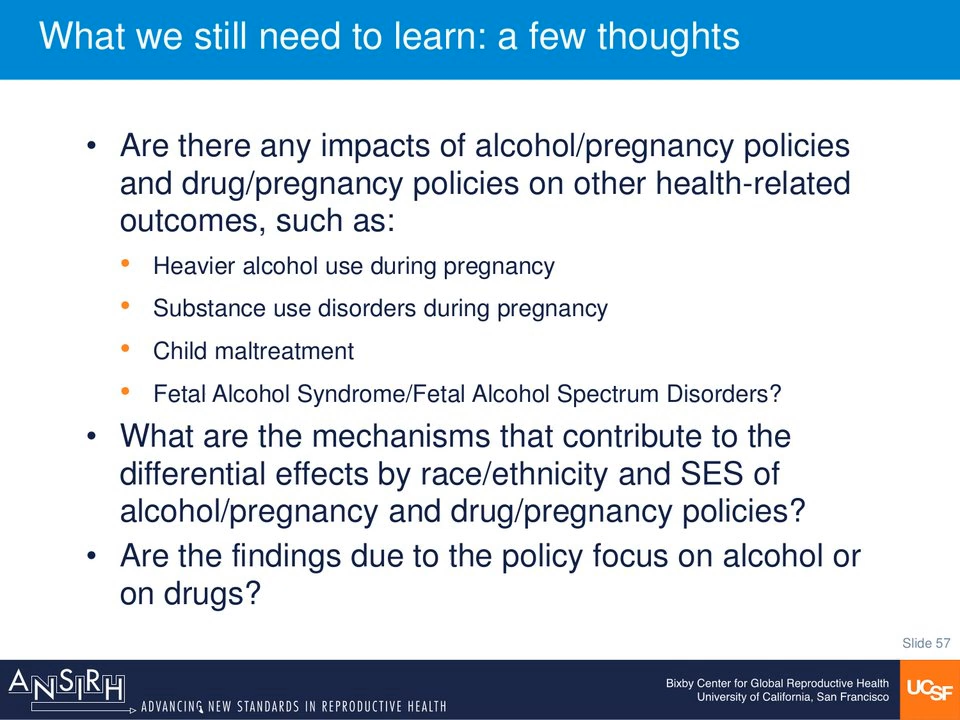 What we still need to learn: a few thoughts
• Are there any impacts of alcohol/pregnancy policies
and drug/pregnancy policies on other health-related
outcomes, such as:
• Heavier alcohol use during pregnancy
• Substance use disorders during pregnancy
• Child maltreatment
• Fetal Alcohol Syndrome/Fetal Alcohol Spectrum Disorders?
• What are the mechanisms that contribute to the
differential effects by race/ethnicity and SES of
alcohol/pregnancy and drug/pregnancy policies?
• Are the findings due to the policy focus on alcohol or
on drugs?
Slide 57
ANSIRH
ADVANCING NEW STANDARDS IN REPRODUCTIVE HEALTH
Bixby Center for Global Reproductive Health
University of California, San Francisco
UCSF